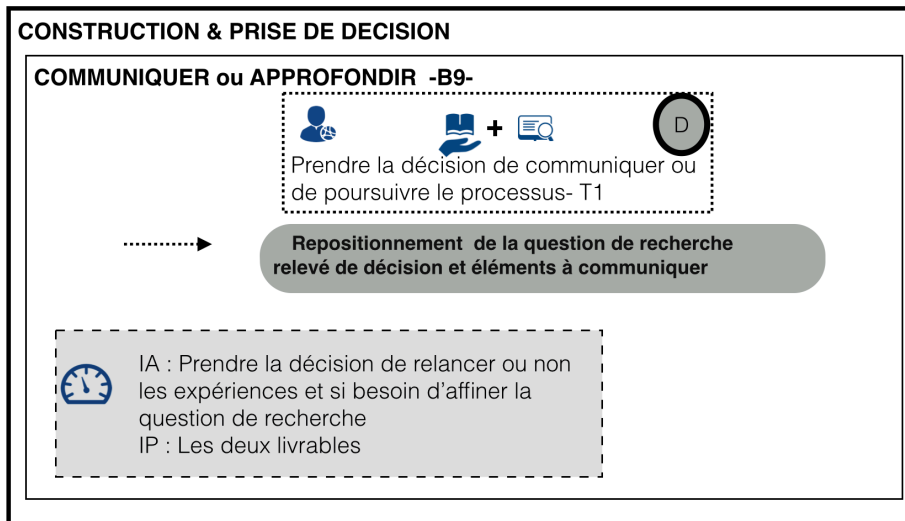 CONSTRUCTION & PRISE DE DECISION
COMMUNIQUER ou APPROFONDIR -B9-
+
D
Prendre la décision de communiquer ou
de poursuivre le processus- T1
Repositionnement de la question de recherche
relevé de décision et éléments à communiquer
IA : Prendre la décision de relancer ou non
les expériences et si besoin d’affiner la
question de recherche
IP : Les deux livrables